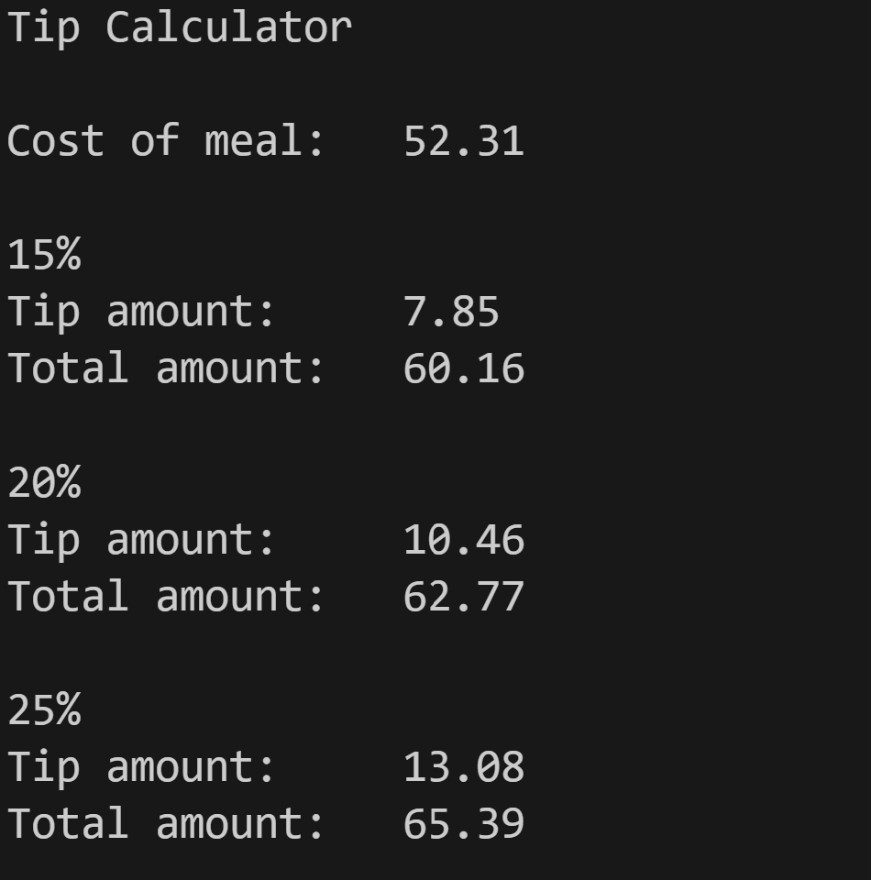 Tip Calculator
Cost of meal:   52.31
15%
Tip amount:     7.85
Total amount:   60.16
20%
Tip amount:     10.46
Total amount:   62.77
25%
Tip amount:     13.08
Total amount:   65.39